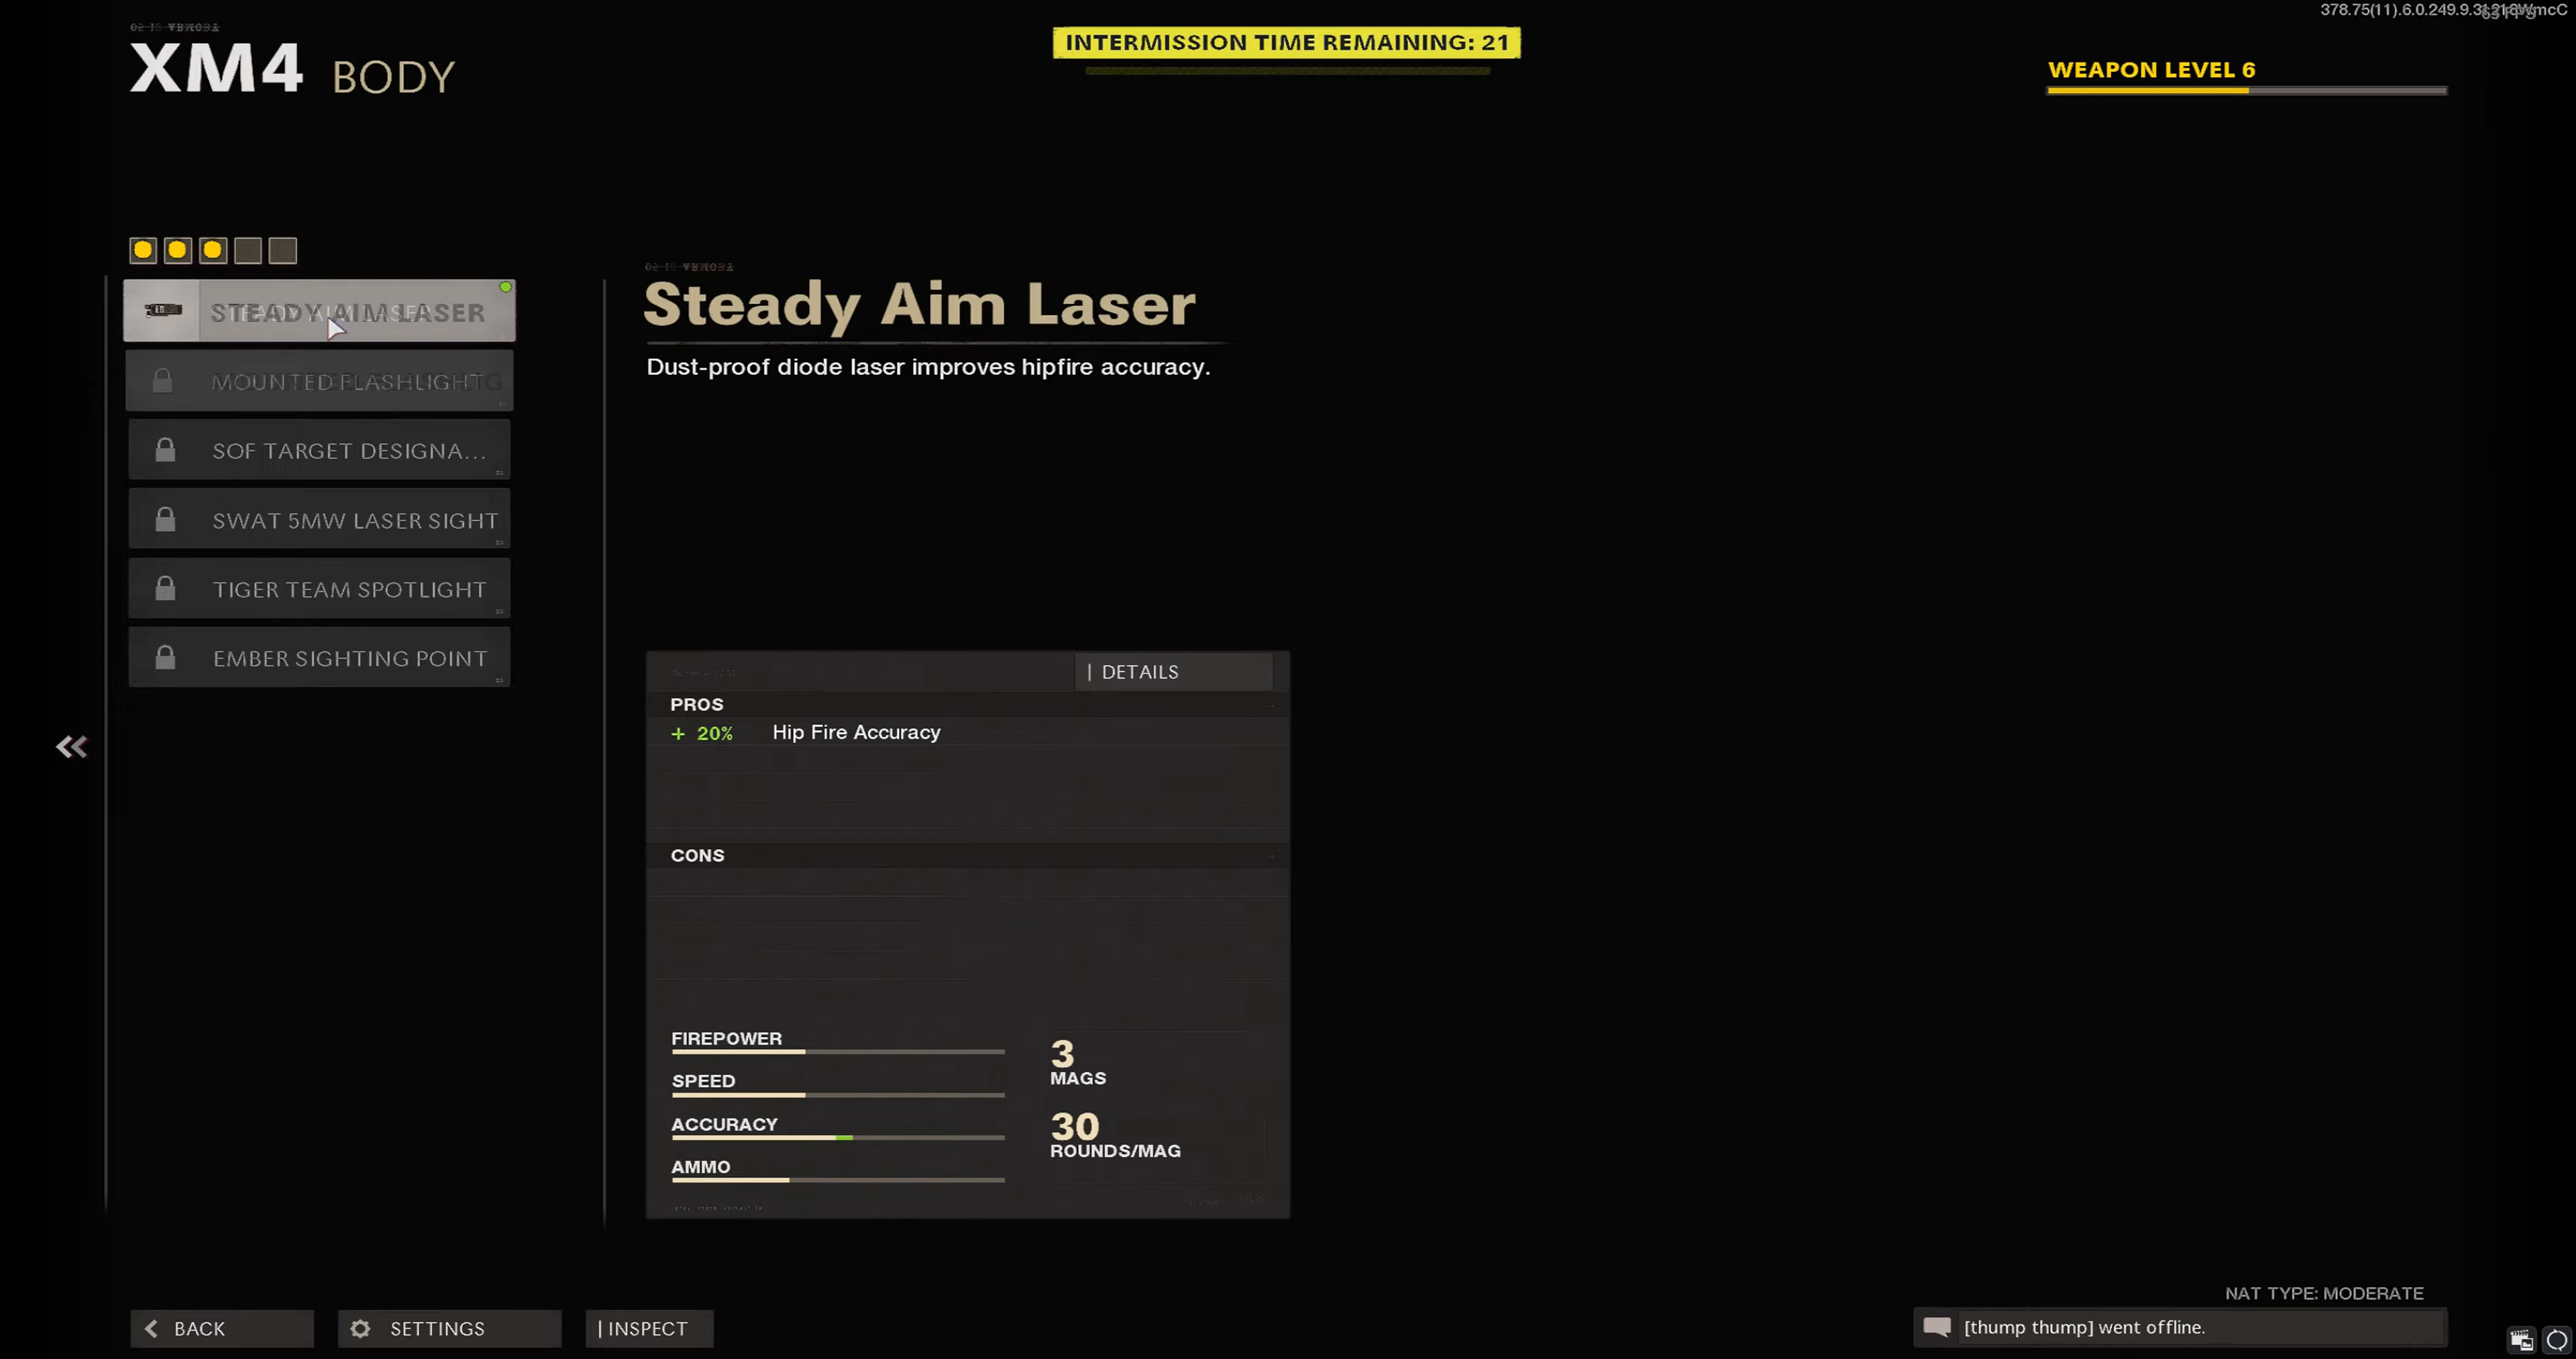 XM4 BODY
INTERMISSION TIME REMAINING: 21
WEAPON LEVEL 6
STEADY AIM LASER
MOUNTED FLASHLIGHT
SOF TARGET DESIGNA...
SWAT 5MW LASER SIGHT
TIGER TEAM SPOTLIGHT
EMBER SIGHTING POINT
Steady Aim Laser
Dust-proof diode laser improves hipfire accuracy.
DETAILS
PROS
+ 20% Hip Fire Accuracy
CONS
FIREPOWER
SPEED
ACCURACY
AMMO
3
MAGS
30
ROUNDS/MAG
BACK
SETTINGS
INSPECT
NAT TYPE: MODERATE
[thump thump] went offline.